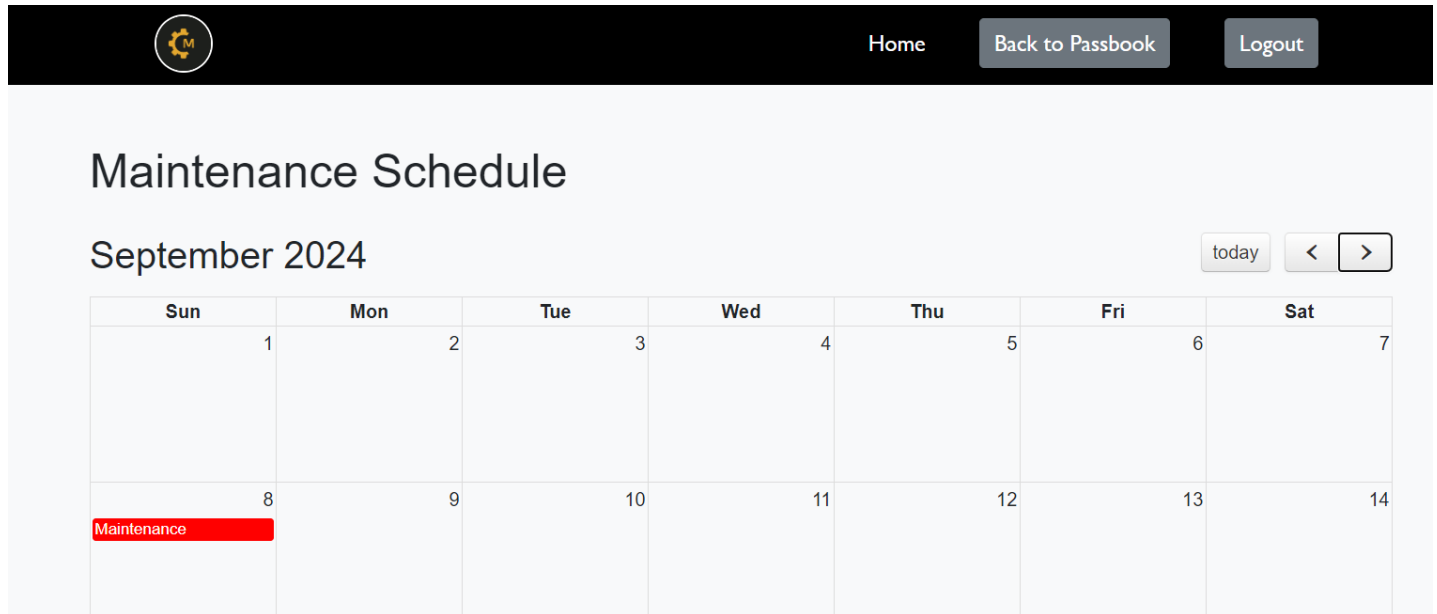 M
Home Back to Passbook Logout
Maintenance Schedule
September 2024
today < >
Sun Mon Tue Wed Thu Fri Sat
1 2 3 4 5 6 7
8 9 10 11 12 13 14
Maintenance